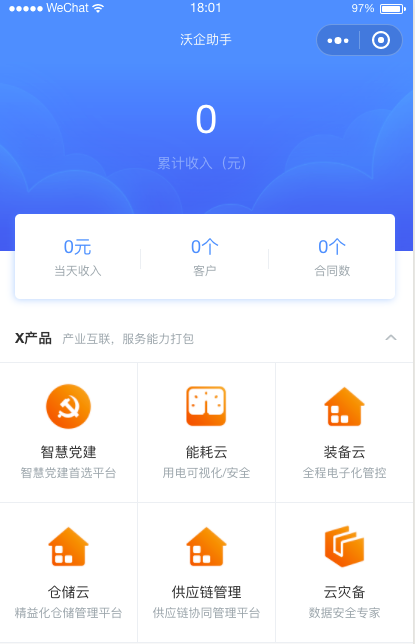 WeChat 18:01 97%
沃企助手
0
累计收入（元）
0元 0个 0个
当天收入 客户 合同数
X产品 产业互联，服务能力打包
智慧党建 能耗云 装备云
智慧党建首选平台 用电可视化/安全 全程电子化管控
仓储云 供应链管理 云灾备
精益化仓储管理平台 供应链协同管理平台 数据安全专家